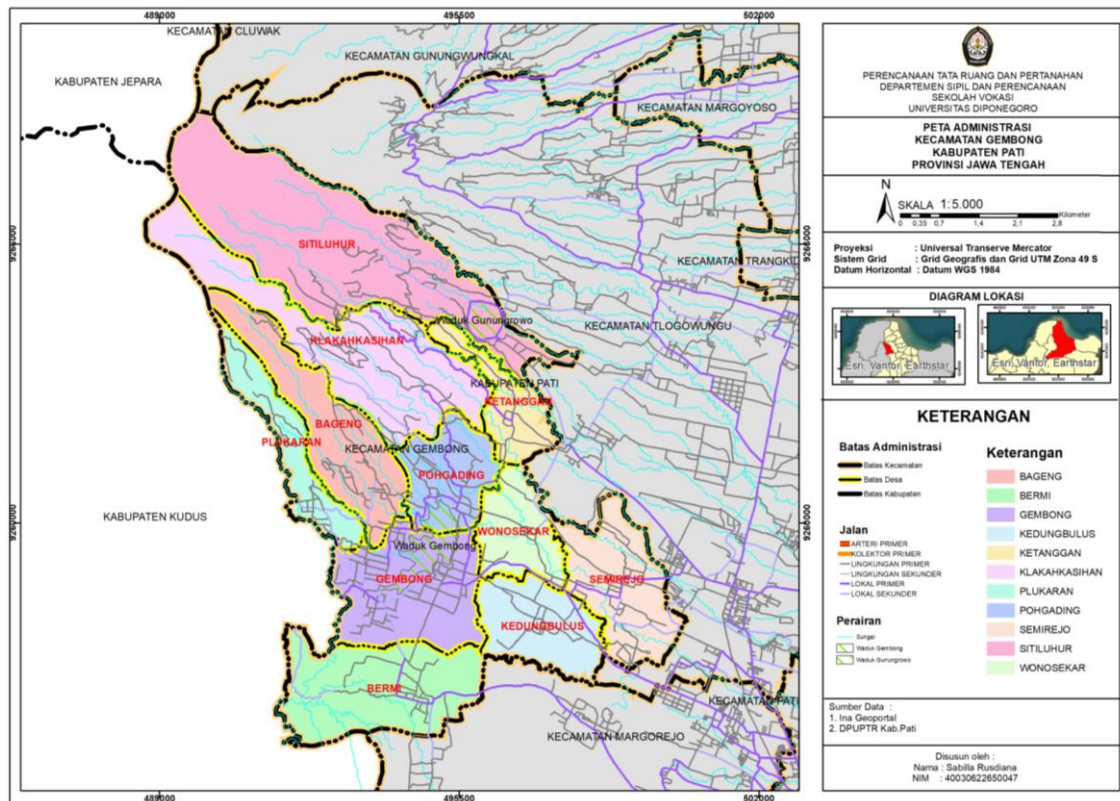 489000
495500
502000
KECAMATAN CLUWAK
KECAMATAN GUNUNGWUNGKAL
KABUPATEN JEPARA
KECAMATAN MARGOYOSO
SITILUHUR
9266000
9266000
KECAMATAN TRANGKIL
Waduk Gunungrowo
KECAMATAN TLOGOWUNGU
KLAKAHKASIHAN
KABUPATEN PATI
KETANGGAN
BAGENG
PLUKARAN
KECAMATAN GEMBONG
POHGADING
KABUPATEN KUDUS
9260000
9260000
WONOSEKAR
Waduk Gembong
GEMBONG
SEMIREJO
KEDUNGBULUS
BERMI
KECAMATAN PATI
KECAMATAN MARGOREJO
489000
495500
502000
PERENCANAAN TATA RUANG DAN PERTANAHAN
DEPARTEMEN SIPIL DAN PERENCANAAN
SEKOLAH VOKASI
UNIVERSITAS DIPONEGORO
PETA ADMINISTRASI
KECAMATAN GEMBONG
KABUPATEN PATI
PROVINSI JAWA TENGAH
N
SKALA 1:5.000
Kilometer
0 0,35 0,7 1,4 2,1 2,8
Proyeksi : Universal Transerve Mercator
Sistem Grid : Grid Geografis dan Grid UTM Zona 49 S
Datum Horizontal : Datum WGS 1984
DIAGRAM LOKASI
Esri, Vantor, Earthstar
Esri, Vantor, Earthstar
KETERANGAN
Batas Administrasi
Batas Kecamatan
Batas Desa
Batas Kabupaten
Jalan
ARTERI PRIMER
KOLEKTOR PRIMER
LINGKUNGAN PRIMER
LINGKUNGAN SEKUNDER
LOKAL PRIMER
LOKAL SEKUNDER
Perairan
Sungai
Waduk Gembong
Waduk Gunungrowo
Keterangan
BAGENG
BERMI
GEMBONG
KEDUNGBULUS
KETANGGAN
KLAKAHKASIHAN
PLUKARAN
POHGADING
SEMIREJO
SITILUHUR
WONOSEKAR
Sumber Data :
1. Ina Geoportal
2. DPUPTR Kab.Pati
Disusun oleh :
Nama : Sabilla Rusdiana
NIM : 40030622650047